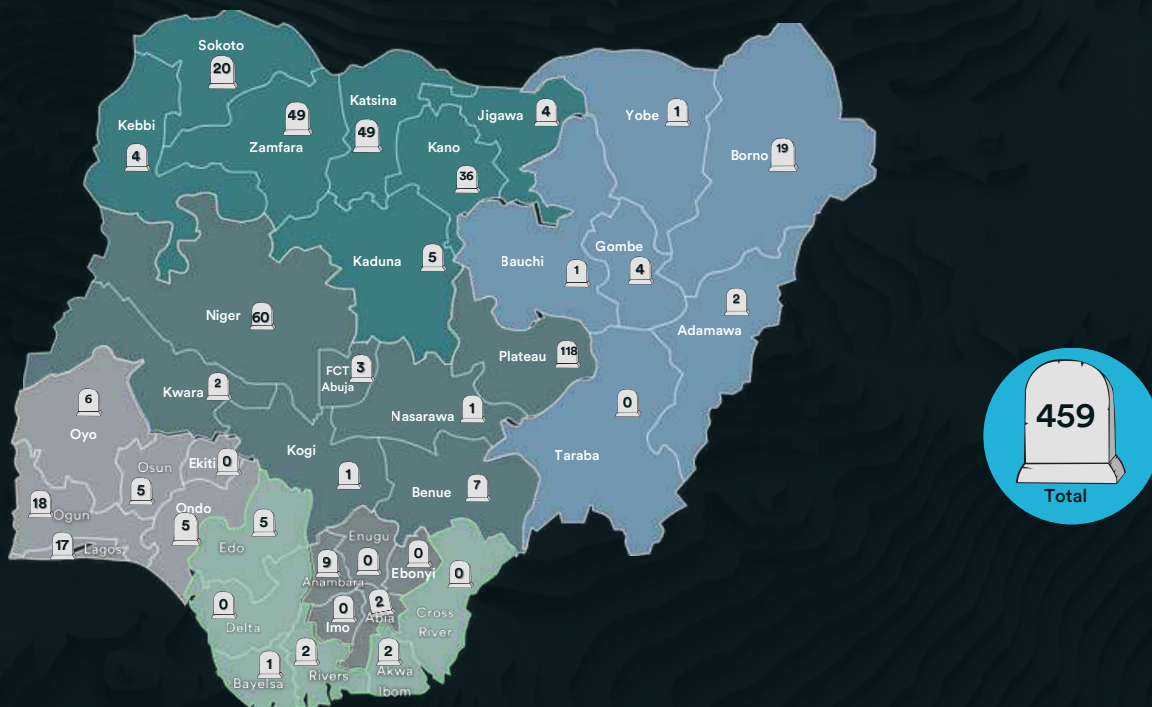 Sokoto
20
Kebbi
4
Zamfara
49
Katsina
49
Kano
36
Jigawa
4
Yobe
1
Borno
19
Kaduna
5
Bauchi
1
Gombe
4
Adamawa
2
Niger
60
Plateau
118
FCT
Abuja
3
Kwara
2
Nasarawa
1
Taraba
0
Oyo
6
Kogi
1
Benue
7
Osun
5
Ekiti
0
Ogun
18
Ondo
5
Lagos
17
Edo
5
Enugu
0
Anambara
9
Ebonyi
0
Cross
River
0
Imo
0
Abia
2
Delta
0
Bayelsa
1
Rivers
2
Akwa
Ibom
2
459
Total